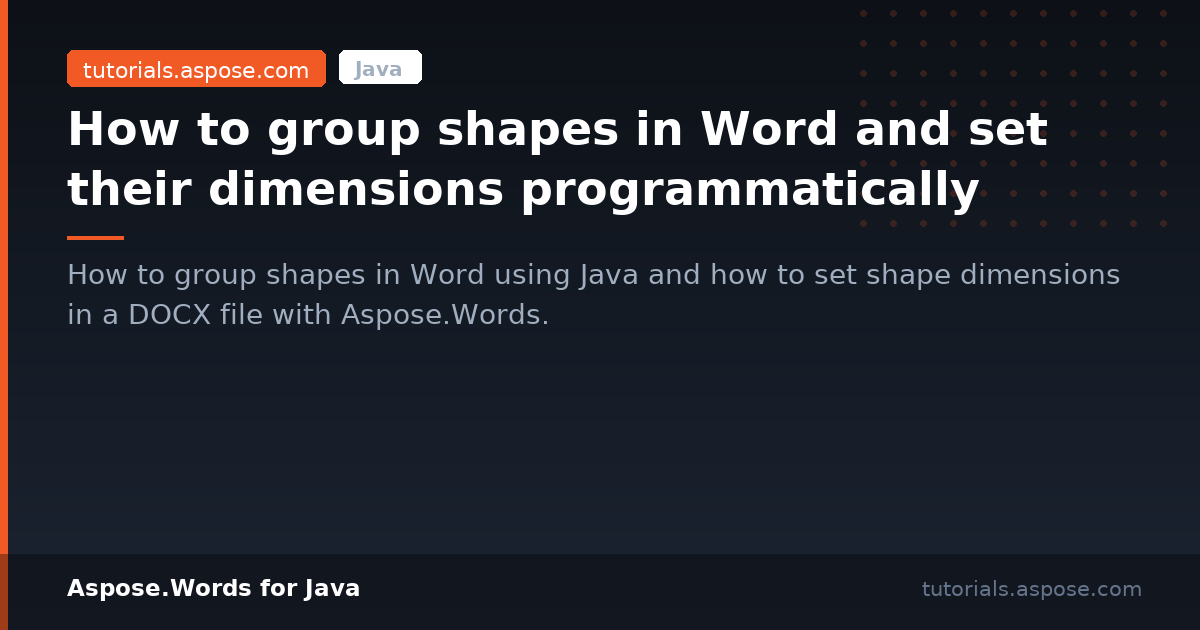 tutorials.aspose.com
Java
How to group shapes in Word and set
their dimensions programmatically
How to group shapes in Word using Java and how to set shape dimensions
in a DOCX file with Aspose.Words.
Aspose.Words for Java
tutorials.aspose.com